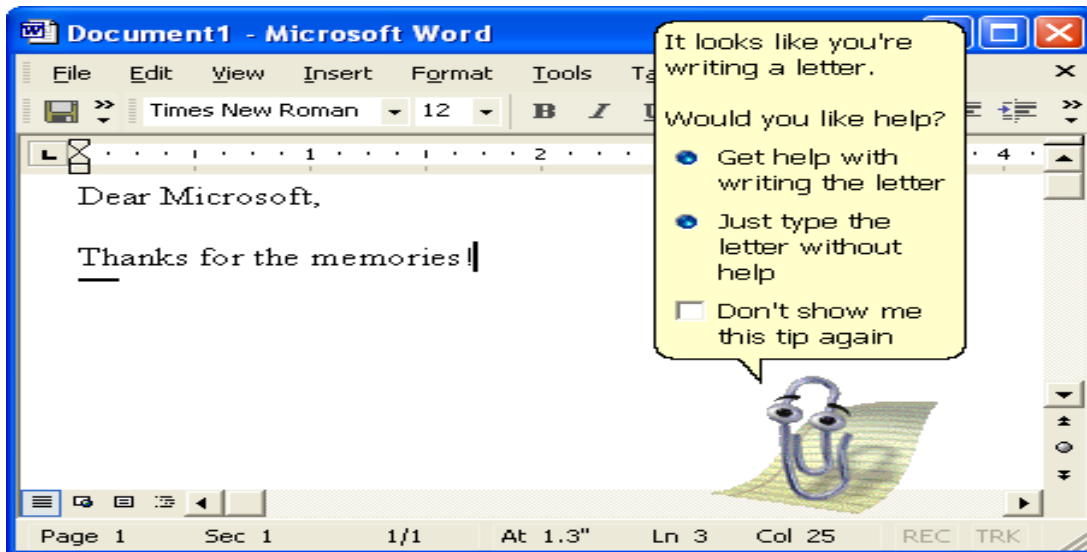 Document1 - Microsoft Word
File Edit View Insert Format Tools Ta
Times New Roman 12 B I U
1 2 4
Dear Microsoft,
Thanks for the memories!
It looks like you're
writing a letter.
Would you like help?
Get help with
writing the letter
Just type the
letter without
help
Don't show me
this tip again
Page 1 Sec 1 1/1 At 1.3" Ln 3 Col 25 REC TRK